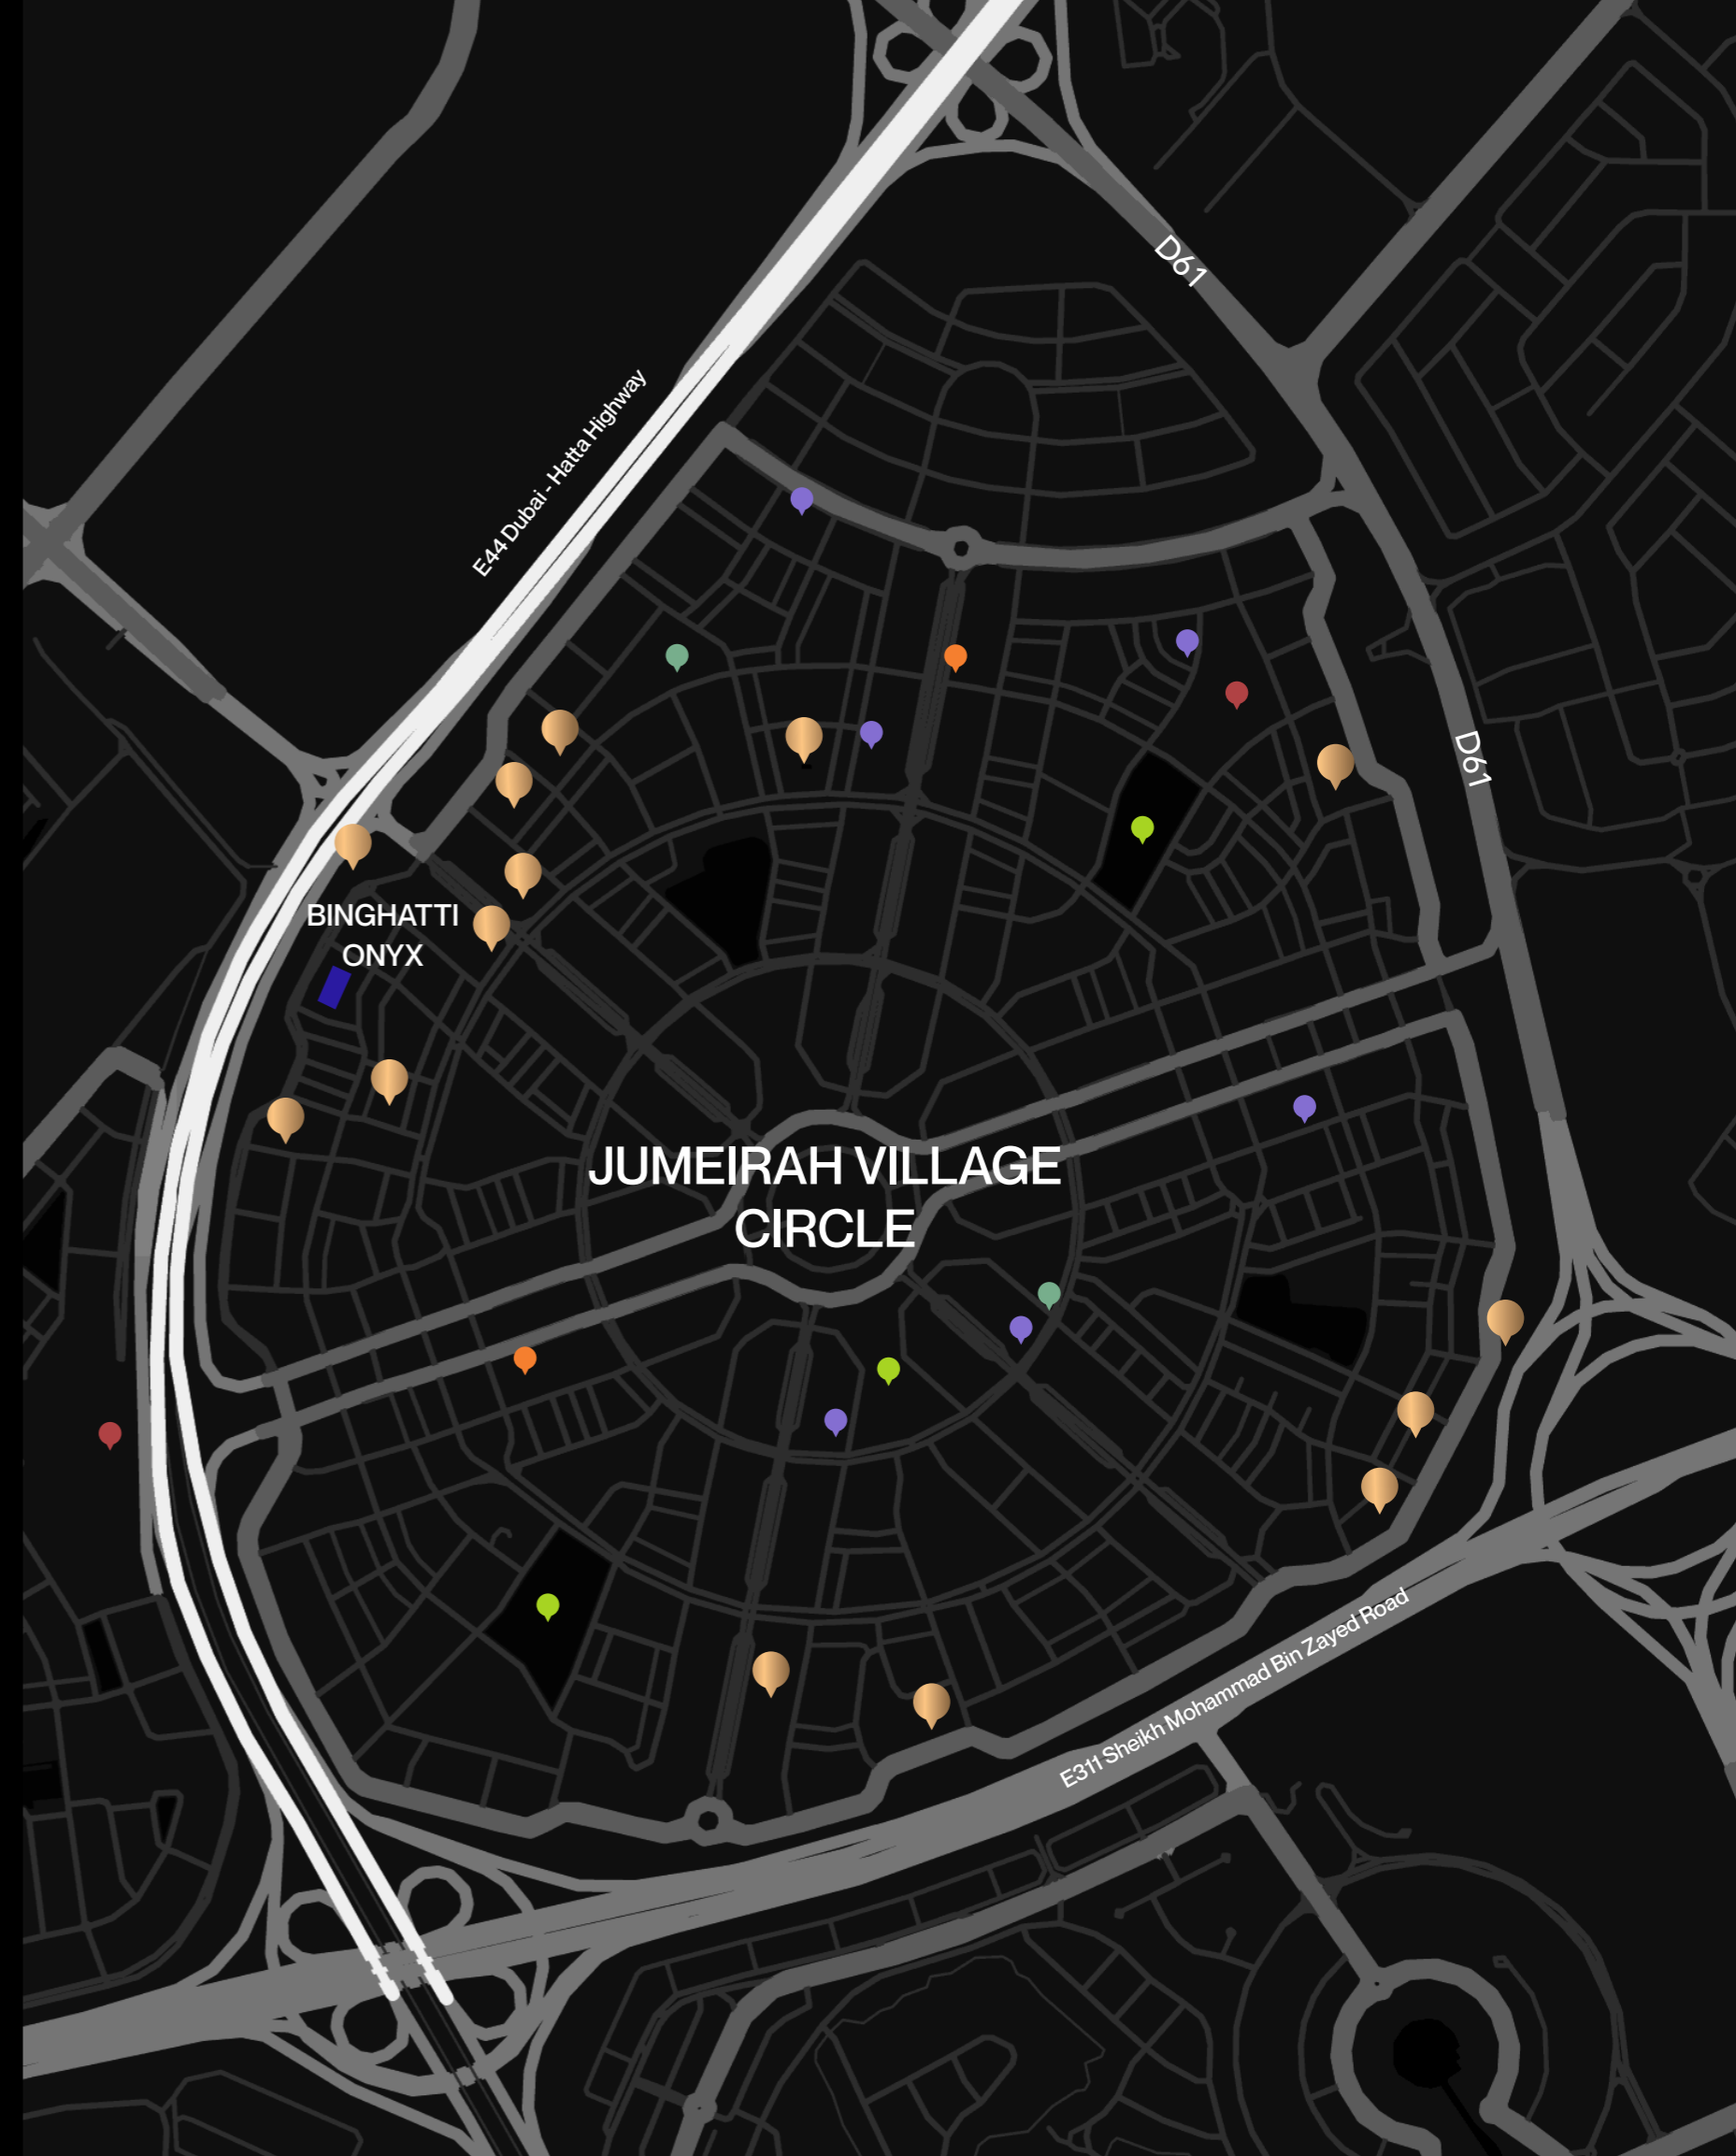 D61
E44 Dubai - Hatta Highway
D61
BINGHATTI
ONYX
JUMEIRAH VILLAGE
CIRCLE
E311 Sheikh Mohammad Bin Zayed Road